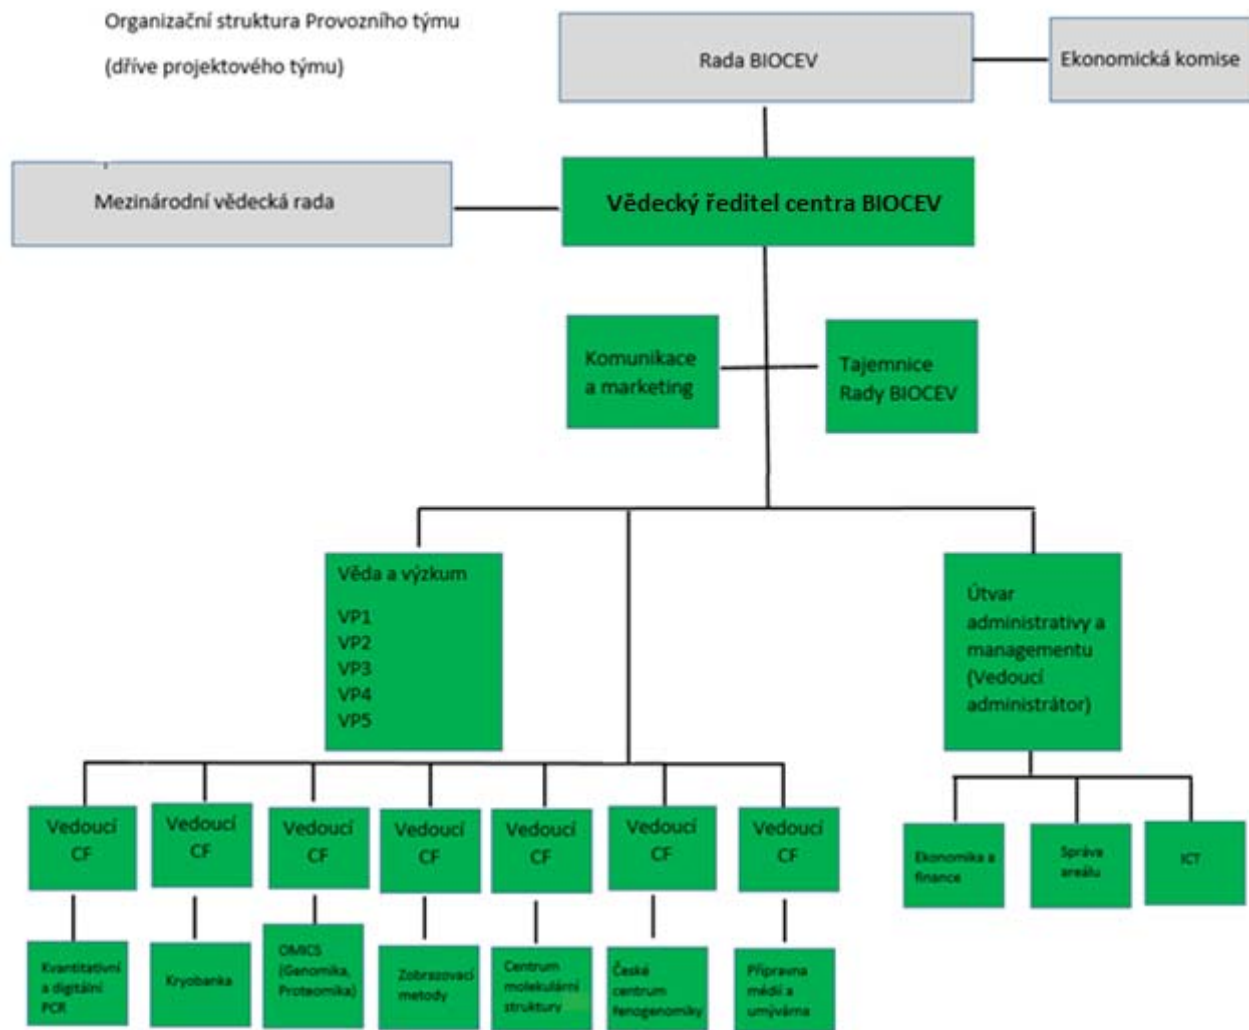 Organizační struktura Provozního týmu
(dříve projektového týmu)
Rada BIOCEV
Ekonomická komise
Mezinárodní vědecká rada
Vědecký ředitel centra BIOCEV
Komunikace
a marketing
Tajemnice
Rady BIOCEV
Věda a výzkum
VP1
VP2
VP3
VP4
VP5
Útvar
administrativy a
managementu
(Vedoucí
administrátor)
Vedoucí
CF
Vedoucí
CF
Vedoucí
CF
Vedoucí
CF
Vedoucí
CF
Vedoucí
CF
Vedoucí
CF
Ekonomika a
finance
Správa
areálu
ICT
Kvantitativní
a digitální
PCR
Kryobanka
OMICS
(Genomika,
Proteomika)
Zobrazovací
metody
Centrum
molekulární
struktury
České
centrum
fenogenomiky
Přípravna
médií a
umývárna